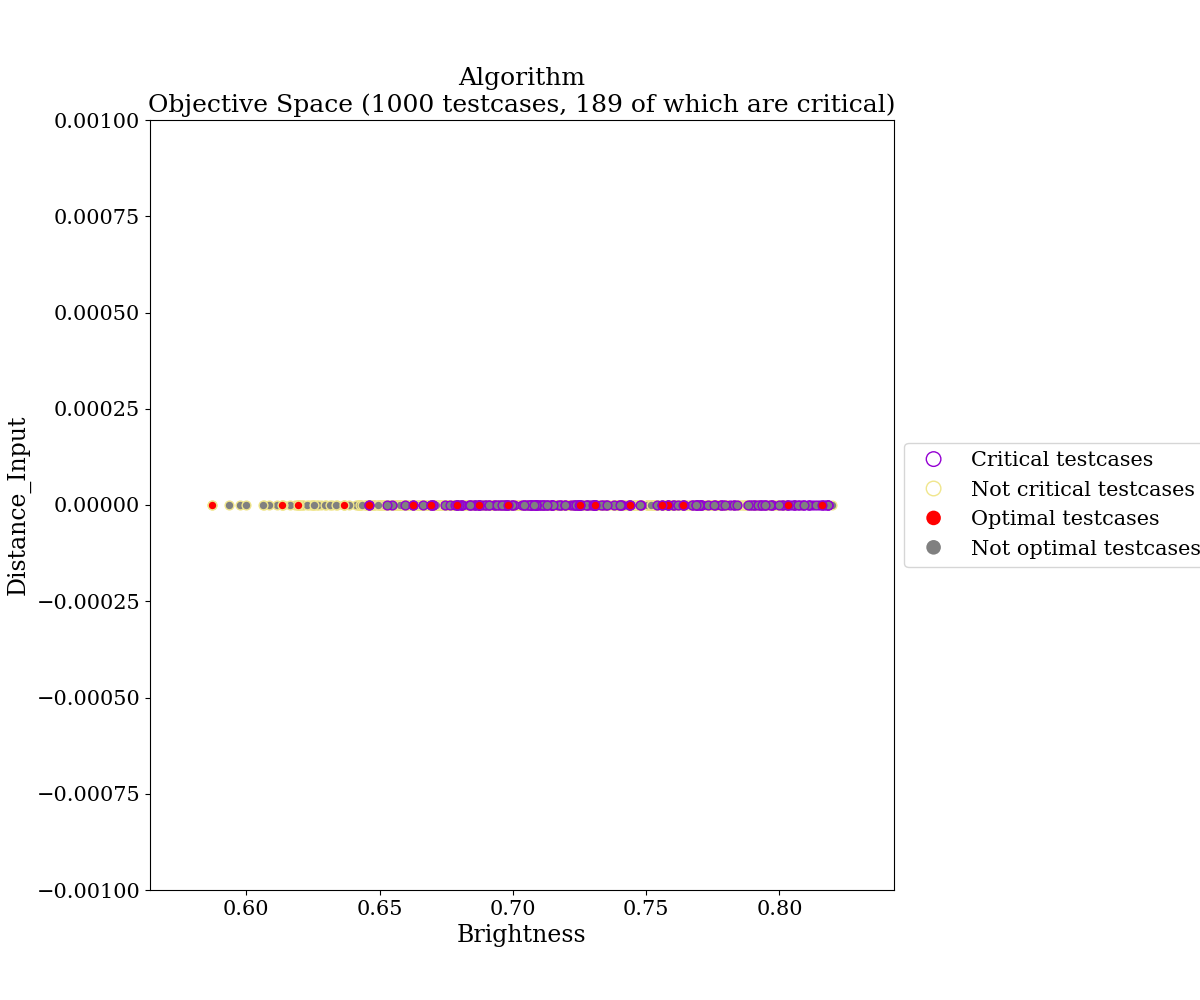 Algorithm
Objective Space (1000 testcases, 189 of which are critical)
0.00100
0.00075
0.00050
0.00025
0.00000
−0.00025
−0.00050
−0.00075
−0.00100
Distance_Input
0.60 0.65 0.70 0.75 0.80
Brightness
Critical testcases
Not critical testcases
Optimal testcases
Not optimal testcases